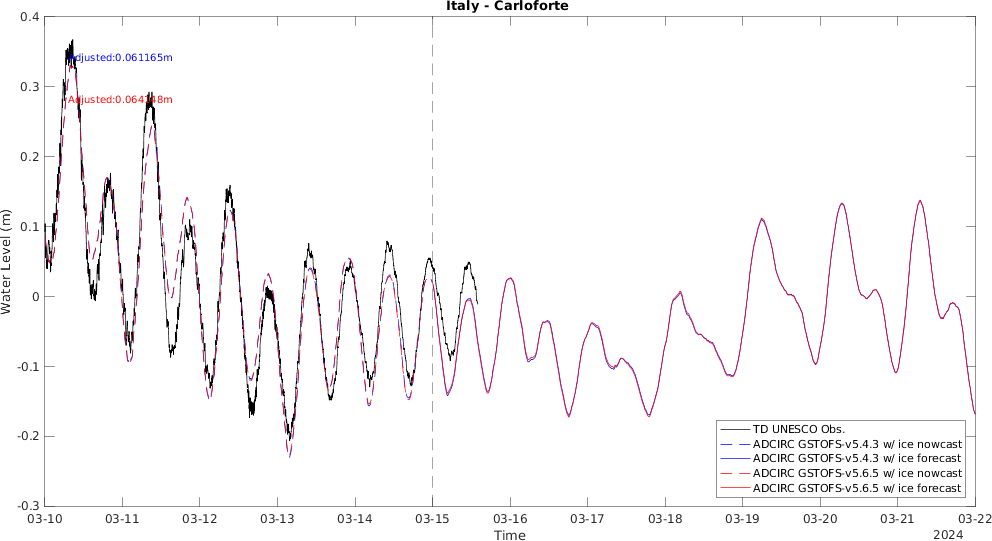 Italy - Carloforte
0.4
0.3
0.2
0.1
0
-0.1
-0.2
-0.3
Water Level (m)
Adjusted:0.061165m
TD UNESCO Obs.
ADCIRC GSTOFS-v5.4.3 w/ ice nowcast
ADCIRC GSTOFS-v5.4.3 w/ ice forecast
ADCIRC GSTOFS-v5.6.5 w/ ice nowcast
ADCIRC GSTOFS-v5.6.5 w/ ice forecast
03-10 03-11 03-12 03-13 03-14 03-15 03-16 03-17 03-18 03-19 03-20 03-21 03-22
Time
2024